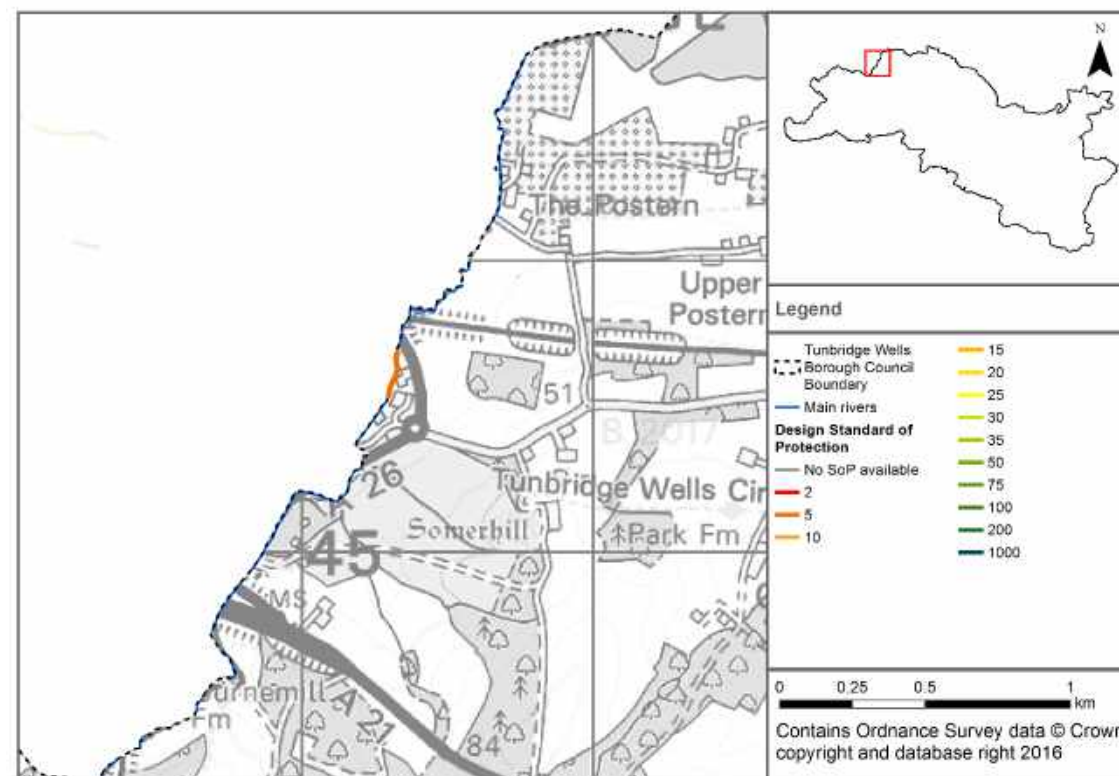 The Postern
Upper
Postern
51
B 2017
26
Tunbridge Wells Cir
Somerhill
Park Fm
45
MS
Fm
A 21
84
N
Legend
Tunbridge Wells
Borough Council
Boundary
Main rivers
Design Standard of
Protection
No SoP available
2
5
10
15
20
25
30
35
50
75
100
200
1000
0 0.25 0.5 1
km
Contains Ordnance Survey data © Crown
copyright and database right 2016